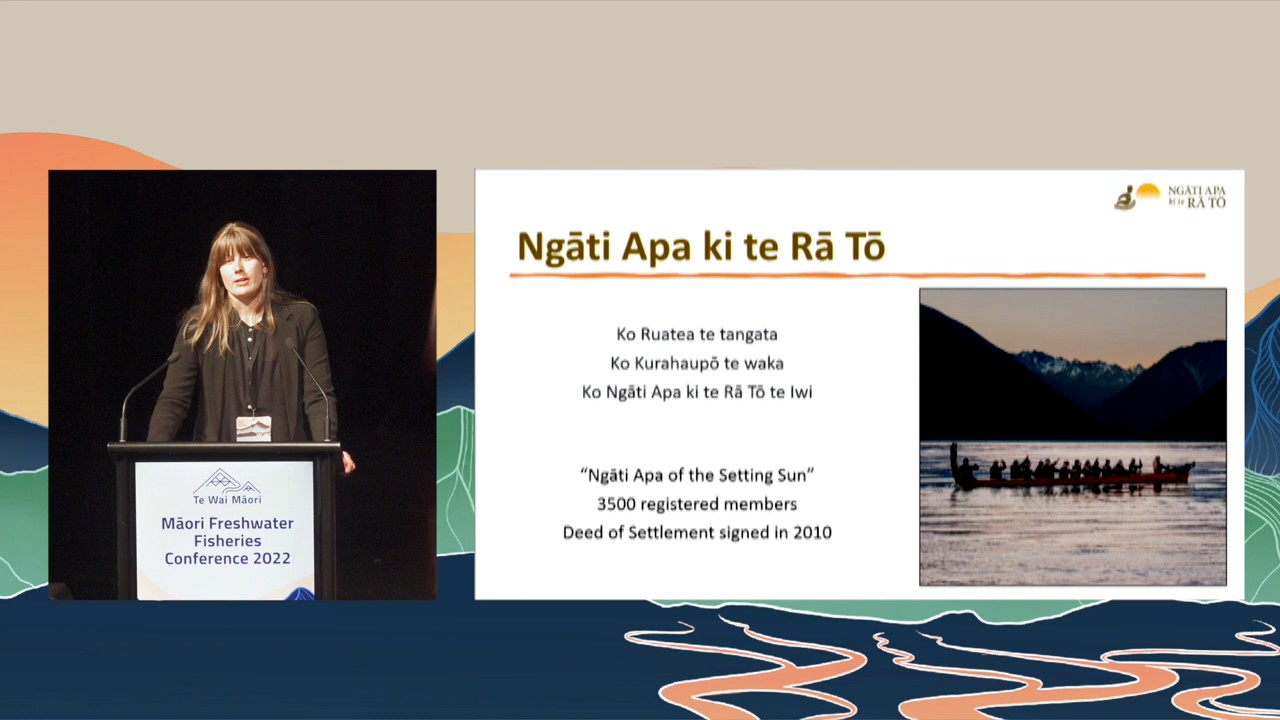 Te Wai Māori
Māori Freshwater
Fisheries
Conference 2022
NGĀTI APA
ki te RĀ TŌ
Ngāti Apa ki te Rā Tō
Ko Ruatea te tangata
Ko Kurahaupō te waka
Ko Ngāti Apa ki te Rā Tō te Iwi
“Ngāti Apa of the Setting Sun”
3500 registered members
Deed of Settlement signed in 2010